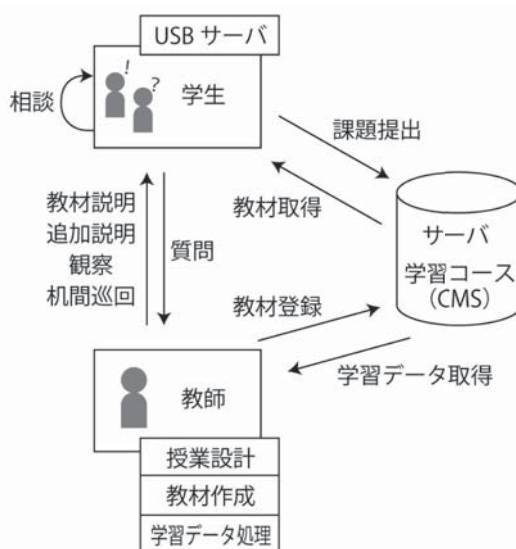 USB サーバ
!
?
学生
相談
課題提出
教材取得
サーバ
学習コース
（CMS）
教材説明
追加説明
観察
机間巡回
質問
教材登録
学習データ取得
教師
授業設計
教材作成
学習データ処理